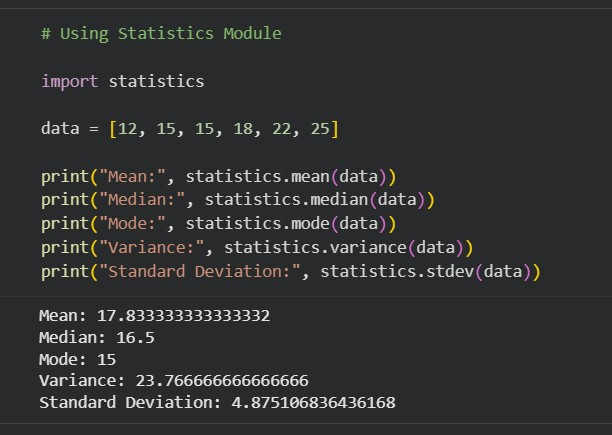 # Using Statistics Module
import statistics
data = [12, 15, 15, 18, 22, 25]
print("Mean:", statistics.mean(data))
print("Median:", statistics.median(data))
print("Mode:", statistics.mode(data))
print("Variance:", statistics.variance(data))
print("Standard Deviation:", statistics.stdev(data))
Mean: 17.833333333333332
Median: 16.5
Mode: 15
Variance: 23.766666666666666
Standard Deviation: 4.875106836436168